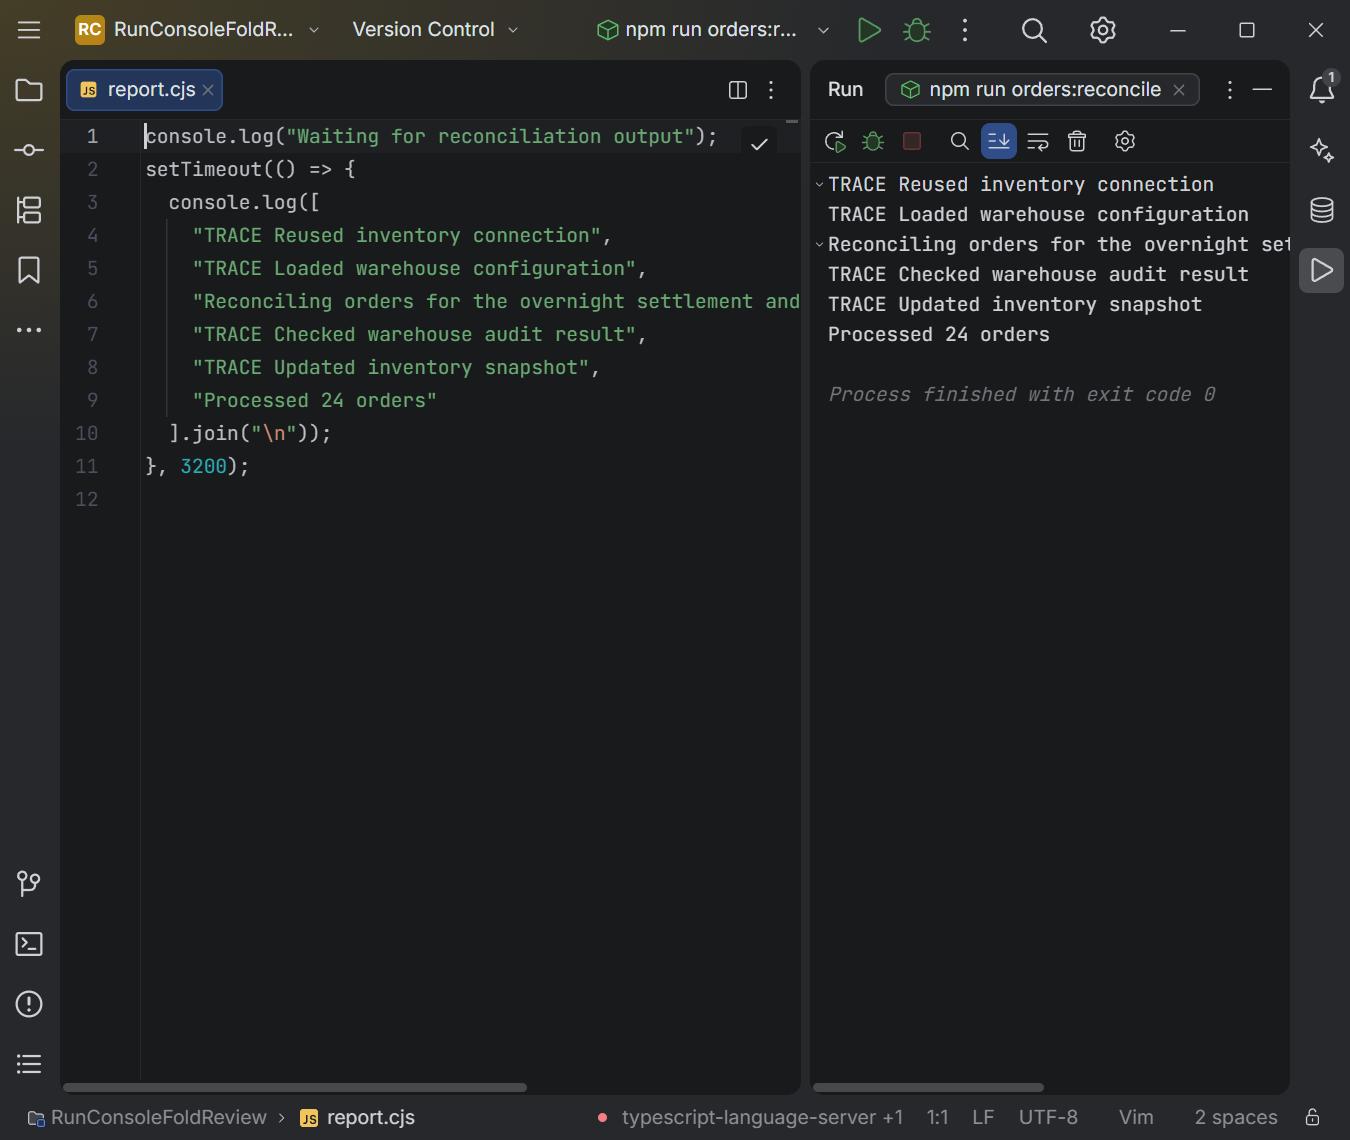 RC RunConsoleFoldR... Version Control npm run orders:r...
JS report.cjs
Run npm run orders:reconcile 1
1 console.log("Waiting for reconciliation output");
2 setTimeout(() => {
3 console.log([
4 "TRACE Reused inventory connection",
5 "TRACE Loaded warehouse configuration",
6 "Reconciling orders for the overnight settlement and
7 "TRACE Checked warehouse audit result",
8 "TRACE Updated inventory snapshot",
9 "Processed 24 orders"
10 ].join("\n"));
11 }, 3200);
12
TRACE Reused inventory connection
TRACE Loaded warehouse configuration
Reconciling orders for the overnight set
TRACE Checked warehouse audit result
TRACE Updated inventory snapshot
Processed 24 orders
Process finished with exit code 0
RunConsoleFoldReview › JS report.cjs typescript-language-server +1 1:1 LF UTF-8 Vim 2 spaces